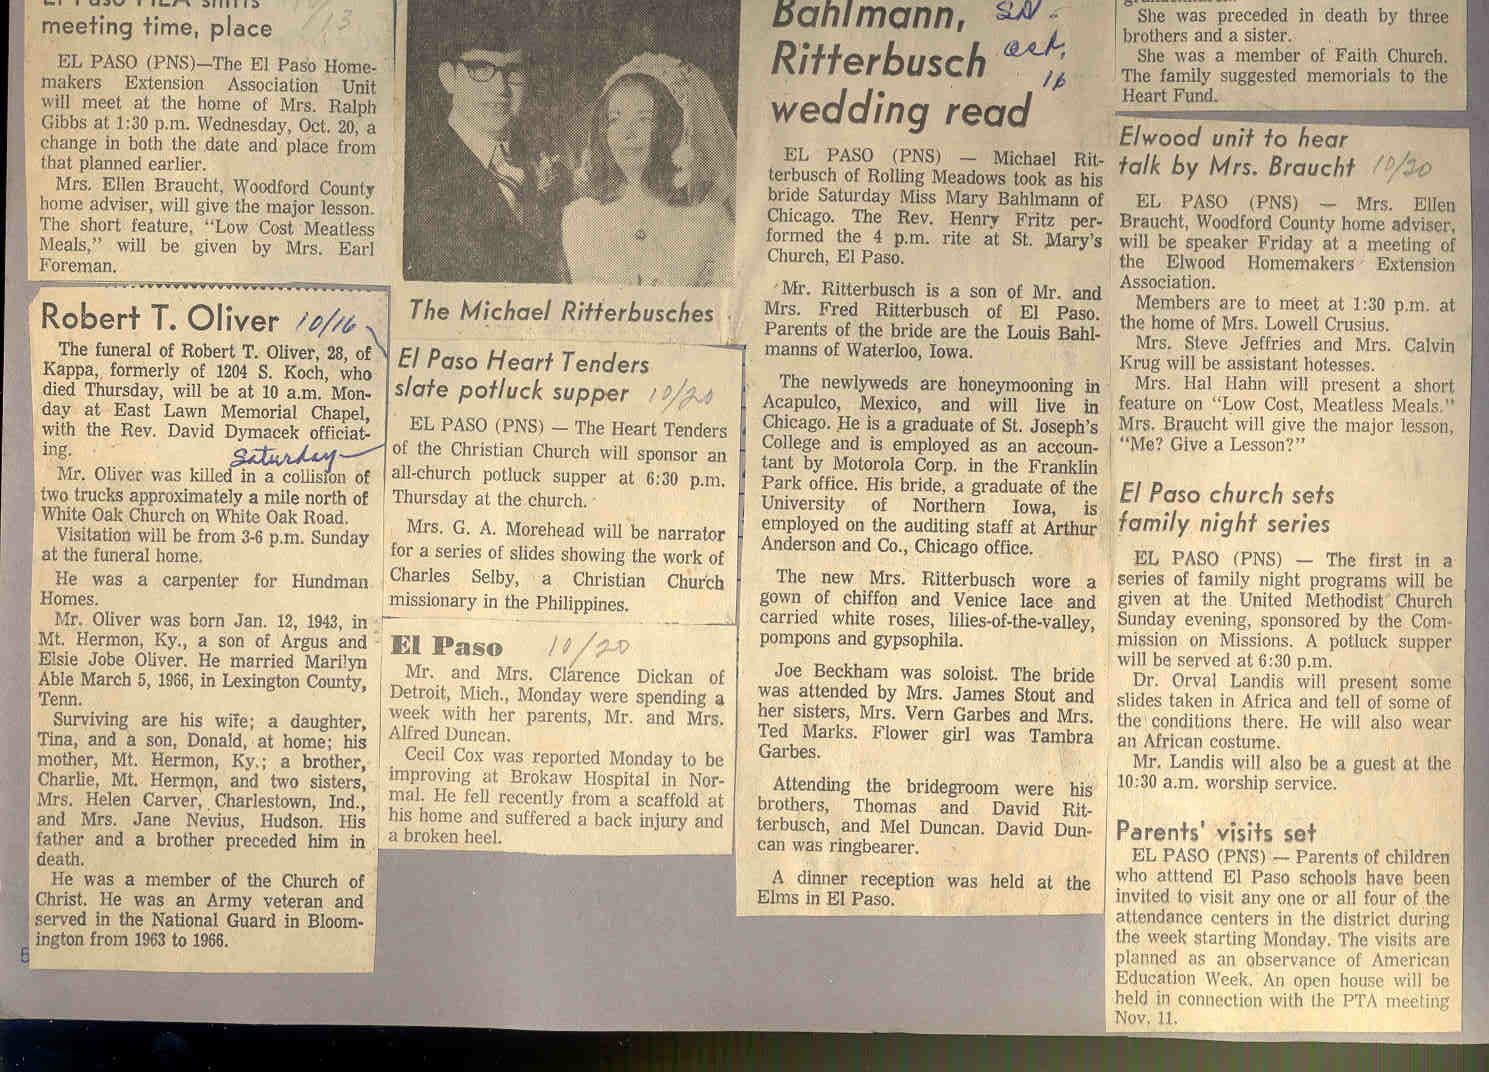 meeting time, place
10/13
EL PASO (PNS)—The El Paso Home-
makers Extension Association Unit
will meet at the home of Mrs. Ralph
Gibbs at 1:30 p.m. Wednesday, Oct. 20, a
change in both the date and place from
that planned earlier.
Mrs. Ellen Braucht, Woodford County
home adviser, will give the major lesson.
The short feature, “Low Cost Meatless
Meals,” will be given by Mrs. Earl
Foreman.
Robert T. Oliver 10/16
The funeral of Robert T. Oliver, 28, of
Kappa, formerly of 1204 S. Koch, who
died Thursday, will be at 10 a.m. Mon-
day at East Lawn Memorial Chapel,
with the Rev. David Dymacek officiat-
ing.
Saturday
Mr. Oliver was killed in a collision of
two trucks approximately a mile north of
White Oak Church on White Oak Road.
Visitation will be from 3-6 p.m. Sunday
at the funeral home.
He was a carpenter for Hundman
Homes.
Mr. Oliver was born Jan. 12, 1943, in
Mt. Hermon, Ky., a son of Argus and
Elsie Jobe Oliver. He married Marilyn
Able March 5, 1966, in Lexington County,
Tenn.
Surviving are his wife; a daughter,
Tina, and a son, Donald, at home; his
mother, Mt. Hermon, Ky.; a brother,
Charlie, Mt. Hermon, and two sisters,
Mrs. Helen Carver, Charlestown, Ind.,
and Mrs. Jane Nevius, Hudson. His
father and a brother preceded him in
death.
He was a member of the Church of
Christ. He was an Army veteran and
served in the National Guard in Bloom-
ington from 1963 to 1966.
The Michael Ritterbusches
El Paso Heart Tenders
slate potluck supper 10/20
EL PASO (PNS) — The Heart Tenders
of the Christian Church will sponsor an
all-church potluck supper at 6:30 p.m.
Thursday at the church.
Mrs. G. A. Morehead will be narrator
for a series of slides showing the work of
Charles Selby, a Christian Church
missionary in the Philippines.
El Paso 10/20
Mr. and Mrs. Clarence Dickan of
Detroit, Mich., Monday were spending a
week with her parents, Mr. and Mrs.
Alfred Duncan.
Cecil Cox was reported Monday to be
improving at Brokaw Hospital in Nor-
mal. He fell recently from a scaffold at
his home and suffered a back injury and
a broken heel.
Bahlmann,
Ritterbusch Oct.
16
wedding read
EL PASO (PNS) — Michael Rit-
terbusch of Rolling Meadows took as his
bride Saturday Miss Mary Bahlmann of
Chicago. The Rev. Henry Fritz per-
formed the 4 p.m. rite at St. Mary's
Church, El Paso.
Mr. Ritterbusch is a son of Mr. and
Mrs. Fred Ritterbusch of El Paso.
Parents of the bride are the Louis Bahl-
manns of Waterloo, Iowa.
The newlyweds are honeymooning in
Acapulco, Mexico, and will live in
Chicago. He is a graduate of St. Joseph's
College and is employed as an accoun-
tant by Motorola Corp. in the Franklin
Park office. His bride, a graduate of the
University of Northern Iowa, is
employed on the auditing staff at Arthur
Anderson and Co., Chicago office.
The new Mrs. Ritterbusch wore a
gown of chiffon and Venice lace and
carried white roses, lilies-of-the-valley,
pompons and gypsophila.
Joe Beckham was soloist. The bride
was attended by Mrs. James Stout and
her sisters, Mrs. Vern Garbes and Mrs.
Ted Marks. Flower girl was Tambra
Garbes.
Attending the bridegroom were his
brothers, Thomas and David Rit-
terbusch, and Mel Duncan. David Dun-
can was ringbearer.
A dinner reception was held at the
Elms in El Paso.
She was preceded in death by three
brothers and a sister.
She was a member of Faith Church.
The family suggested memorials to the
Heart Fund.
Elwood unit to hear
talk by Mrs. Braucht 10/20
EL PASO (PNS) — Mrs. Ellen
Braucht, Woodford County home adviser,
will be speaker Friday at a meeting of
the Elwood Homemakers Extension
Association.
Members are to meet at 1:30 p.m. at
the home of Mrs. Lowell Crusius.
Mrs. Steve Jeffries and Mrs. Calvin
Krug will be assistant hotesses.
Mrs. Hal Hahn will present a short
feature on “Low Cost, Meatless Meals.”
Mrs. Braucht will give the major lesson,
“Me? Give a Lesson?”
El Paso church sets
family night series
EL PASO (PNS) — The first in a
series of family night programs will be
given at the United Methodist Church
Sunday evening, sponsored by the Com-
mission on Missions. A potluck supper
will be served at 6:30 p.m.
Dr. Orval Landis will present some
slides taken in Africa and tell of some of
the conditions there. He will also wear
an African costume.
Mr. Landis will also be a guest at the
10:30 a.m. worship service.
Parents' visits set
EL PASO (PNS) — Parents of children
who atttend El Paso schools have been
invited to visit any one or all four of the
attendance centers in the district during
the week starting Monday. The visits are
planned as an observance of American
Education Week. An open house will be
held in connection with the PTA meeting
Nov. 11.